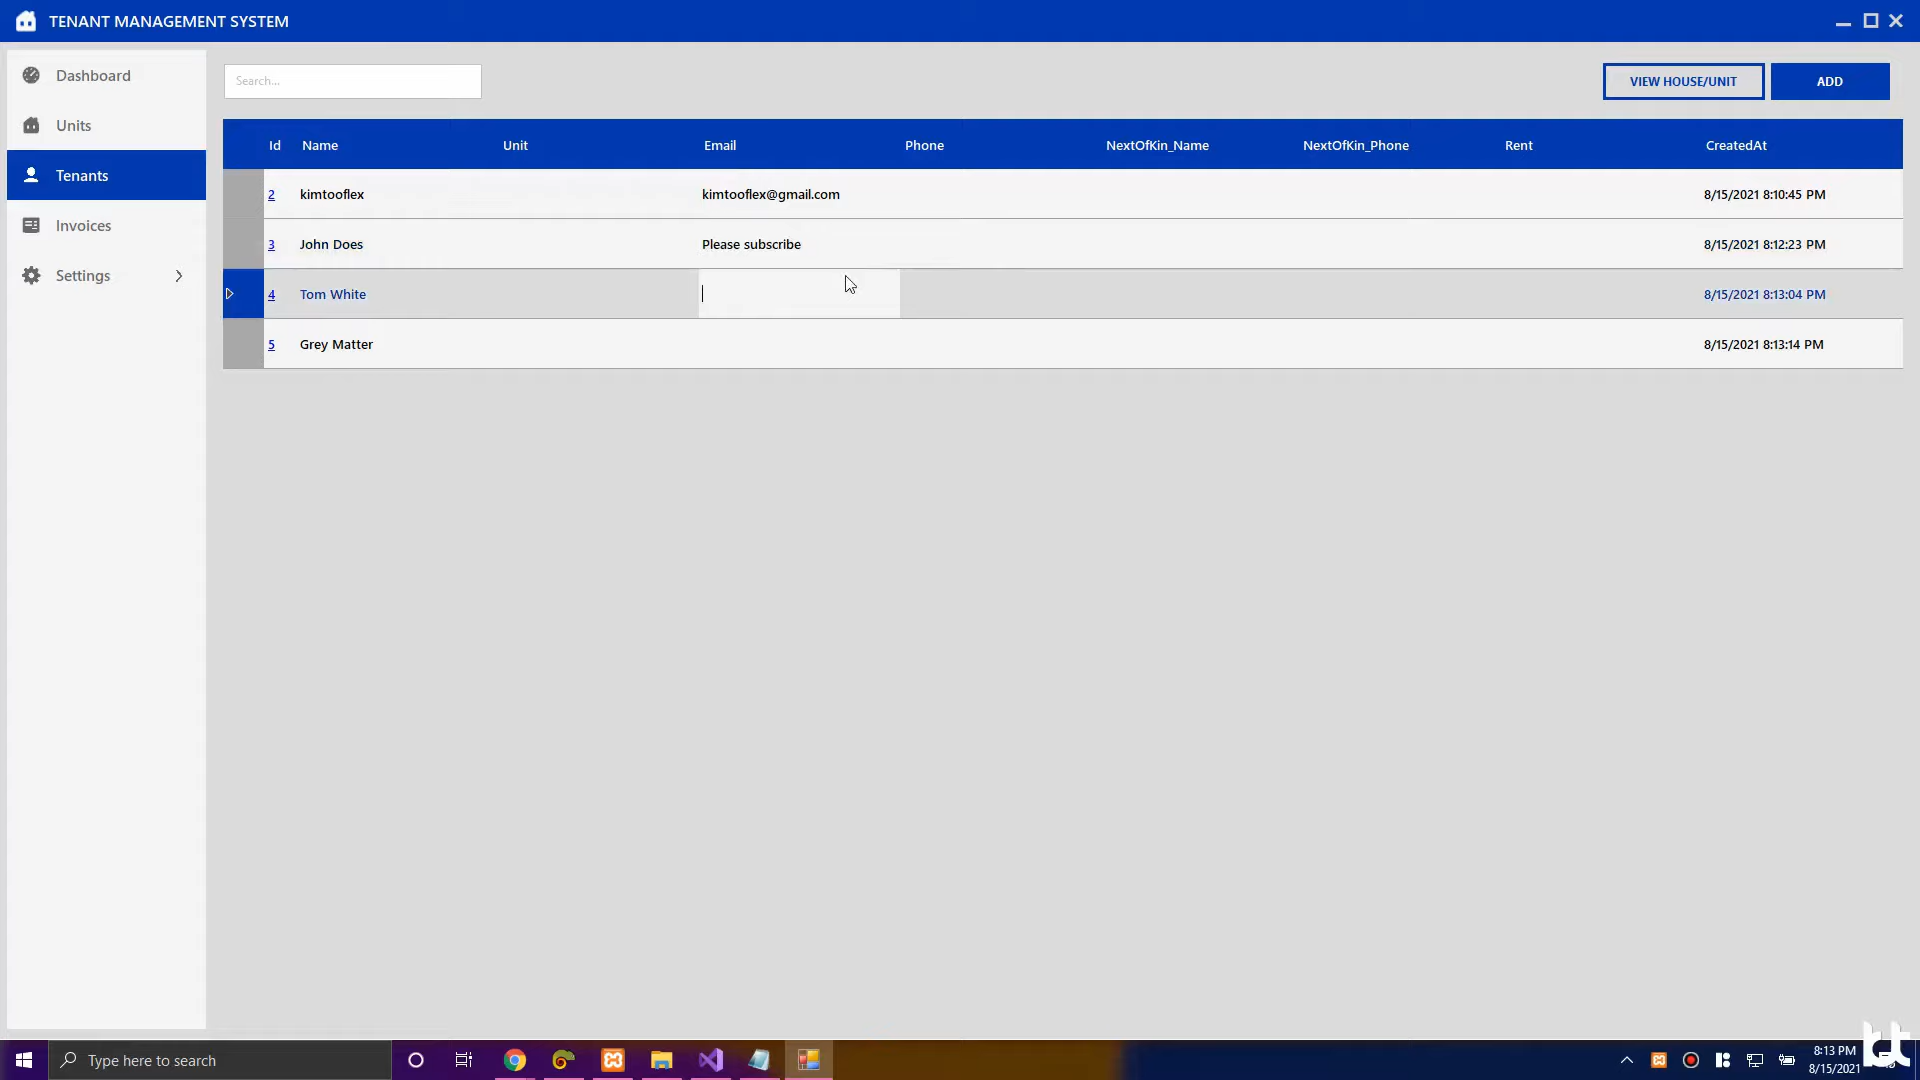 TENANT MANAGEMENT SYSTEM
Dashboard
Units
Tenants
Invoices
Settings
Search...
VIEW HOUSE/UNIT
ADD
Id Name Unit Email Phone NextOfKin_Name NextOfKin_Phone Rent CreatedAt
2 kimtooflex kimtooflex@gmail.com 8/15/2021 8:10:45 PM
3 John Does Please subscribe 8/15/2021 8:12:23 PM
4 Tom White 8/15/2021 8:13:04 PM
5 Grey Matter 8/15/2021 8:13:14 PM
Type here to search
8:13 PM
8/15/2021